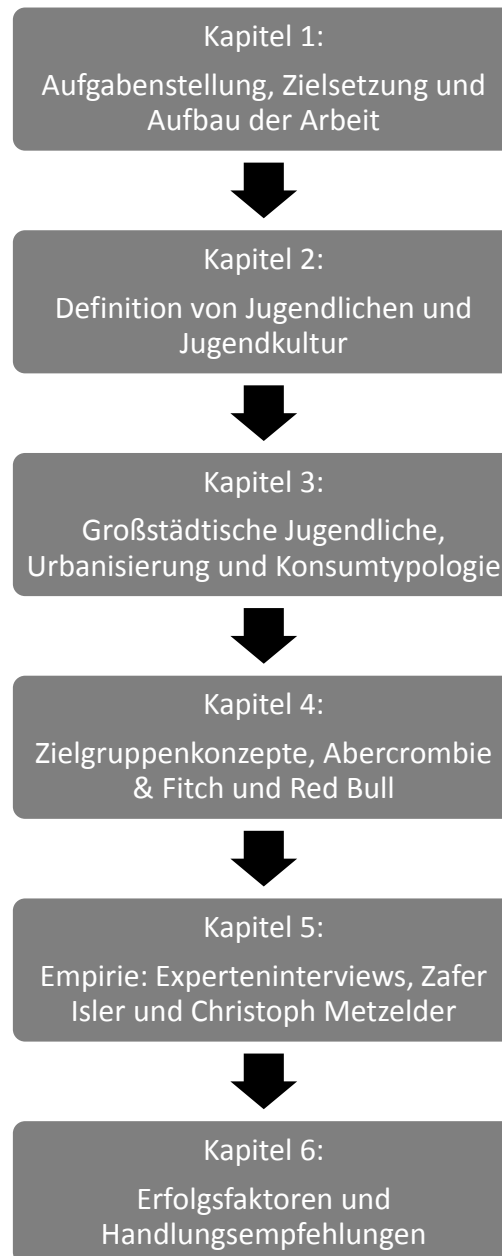 Kapitel 1:
Aufgabenstellung, Zielsetzung und
Aufbau der Arbeit
Kapitel 2:
Definition von Jugendlichen und
Jugendkultur
Kapitel 3:
Großstädtische Jugendliche,
Urbanisierung und Konsumtypologie
Kapitel 4:
Zielgruppenkonzepte, Abercrombie
& Fitch und Red Bull
Kapitel 5:
Empirie: Experteninterviews, Zafer
Isler und Christoph Metzelder
Kapitel 6:
Erfolgsfaktoren und
Handlungsempfehlungen